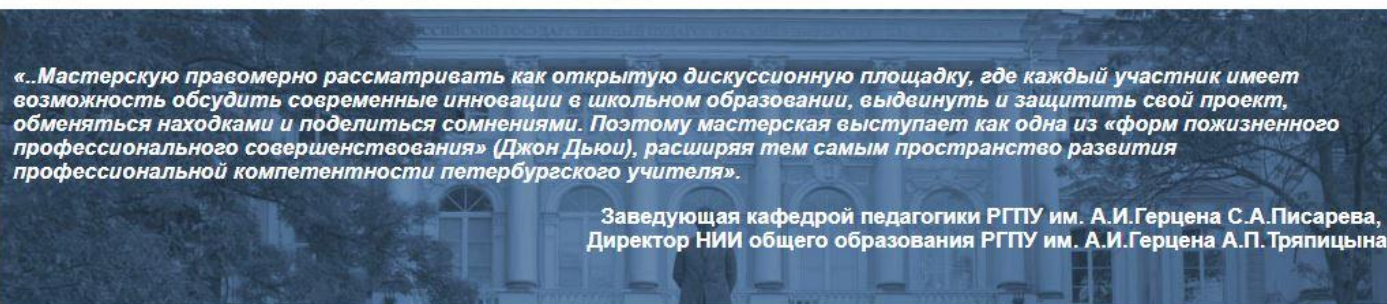 «..Мастерскую правомерно рассматривать как открытую дискуссионную площадку, где каждый участник имеет
возможность обсудить современные инновации в школьном образовании, выдвинуть и защитить свой проект,
обменяться находками и поделиться сомнениями. Поэтому мастерская выступает как одна из «форм пожизненного
профессионального совершенствования» (Джон Дьюи), расширяя тем самым пространство развития
профессиональной компетентности петербургского учителя».
Заведующая кафедрой педагогики РГПУ им. А.И.Герцена С.А.Писарева,
Директор НИИ общего образования РГПУ им. А.И.Герцена А.П.Тряпицына